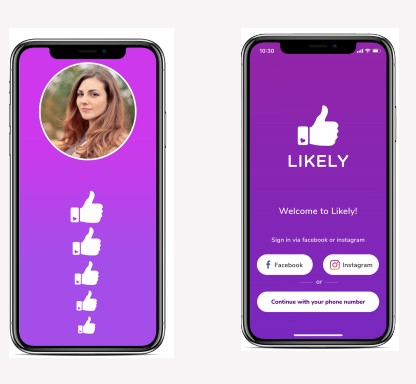 10:30
LIKELY
Welcome to Likely!
Sign in via facebook or instagram
Facebook
Instagram
or
Continue with your phone number